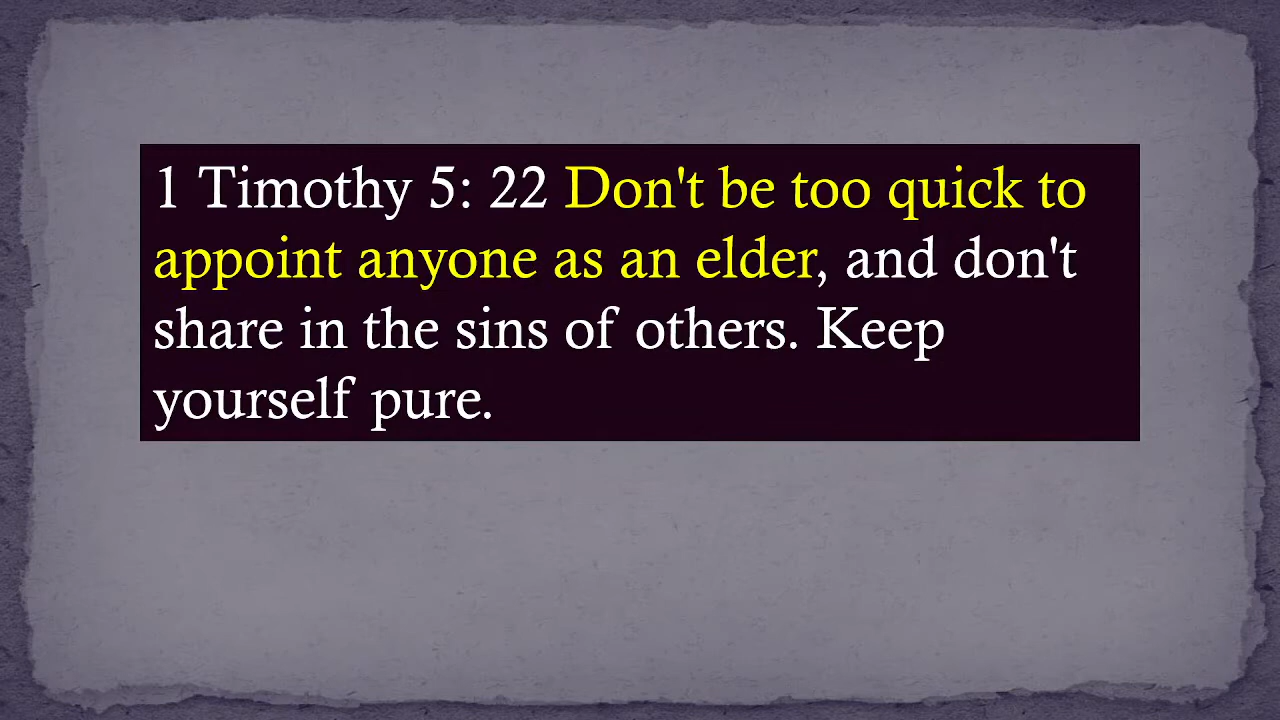 1 Timothy 5: 22 Don't be too quick to
appoint anyone as an elder, and don't
share in the sins of others. Keep
yourself pure.